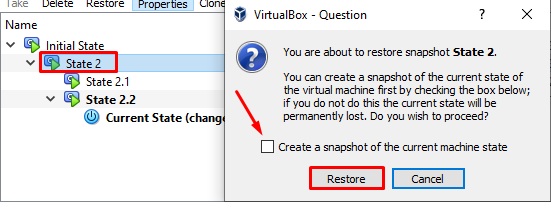 Take Delete Restore Properties Clone
Name
Initial State
State 2
State 2.1
State 2.2
Current State (change
VirtualBox - Question
You are about to restore snapshot State 2.
You can create a snapshot of the current state of
the virtual machine first by checking the box below;
if you do not do this the current state will be
permanently lost. Do you wish to proceed?
Create a snapshot of the current machine state
Restore Cancel